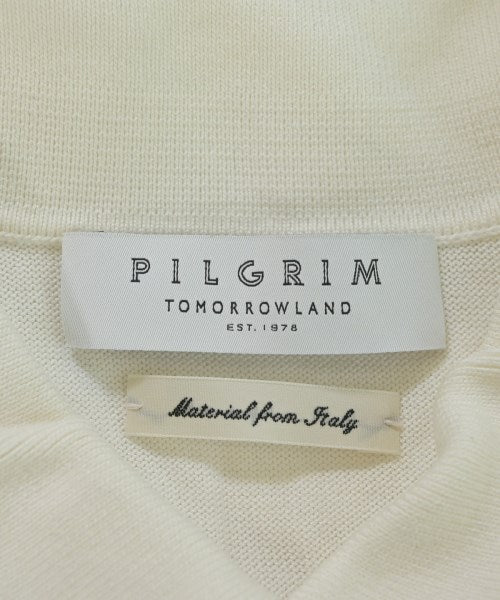 PILGRIM
TOMORROWLAND
EST. 1978
Material from Italy